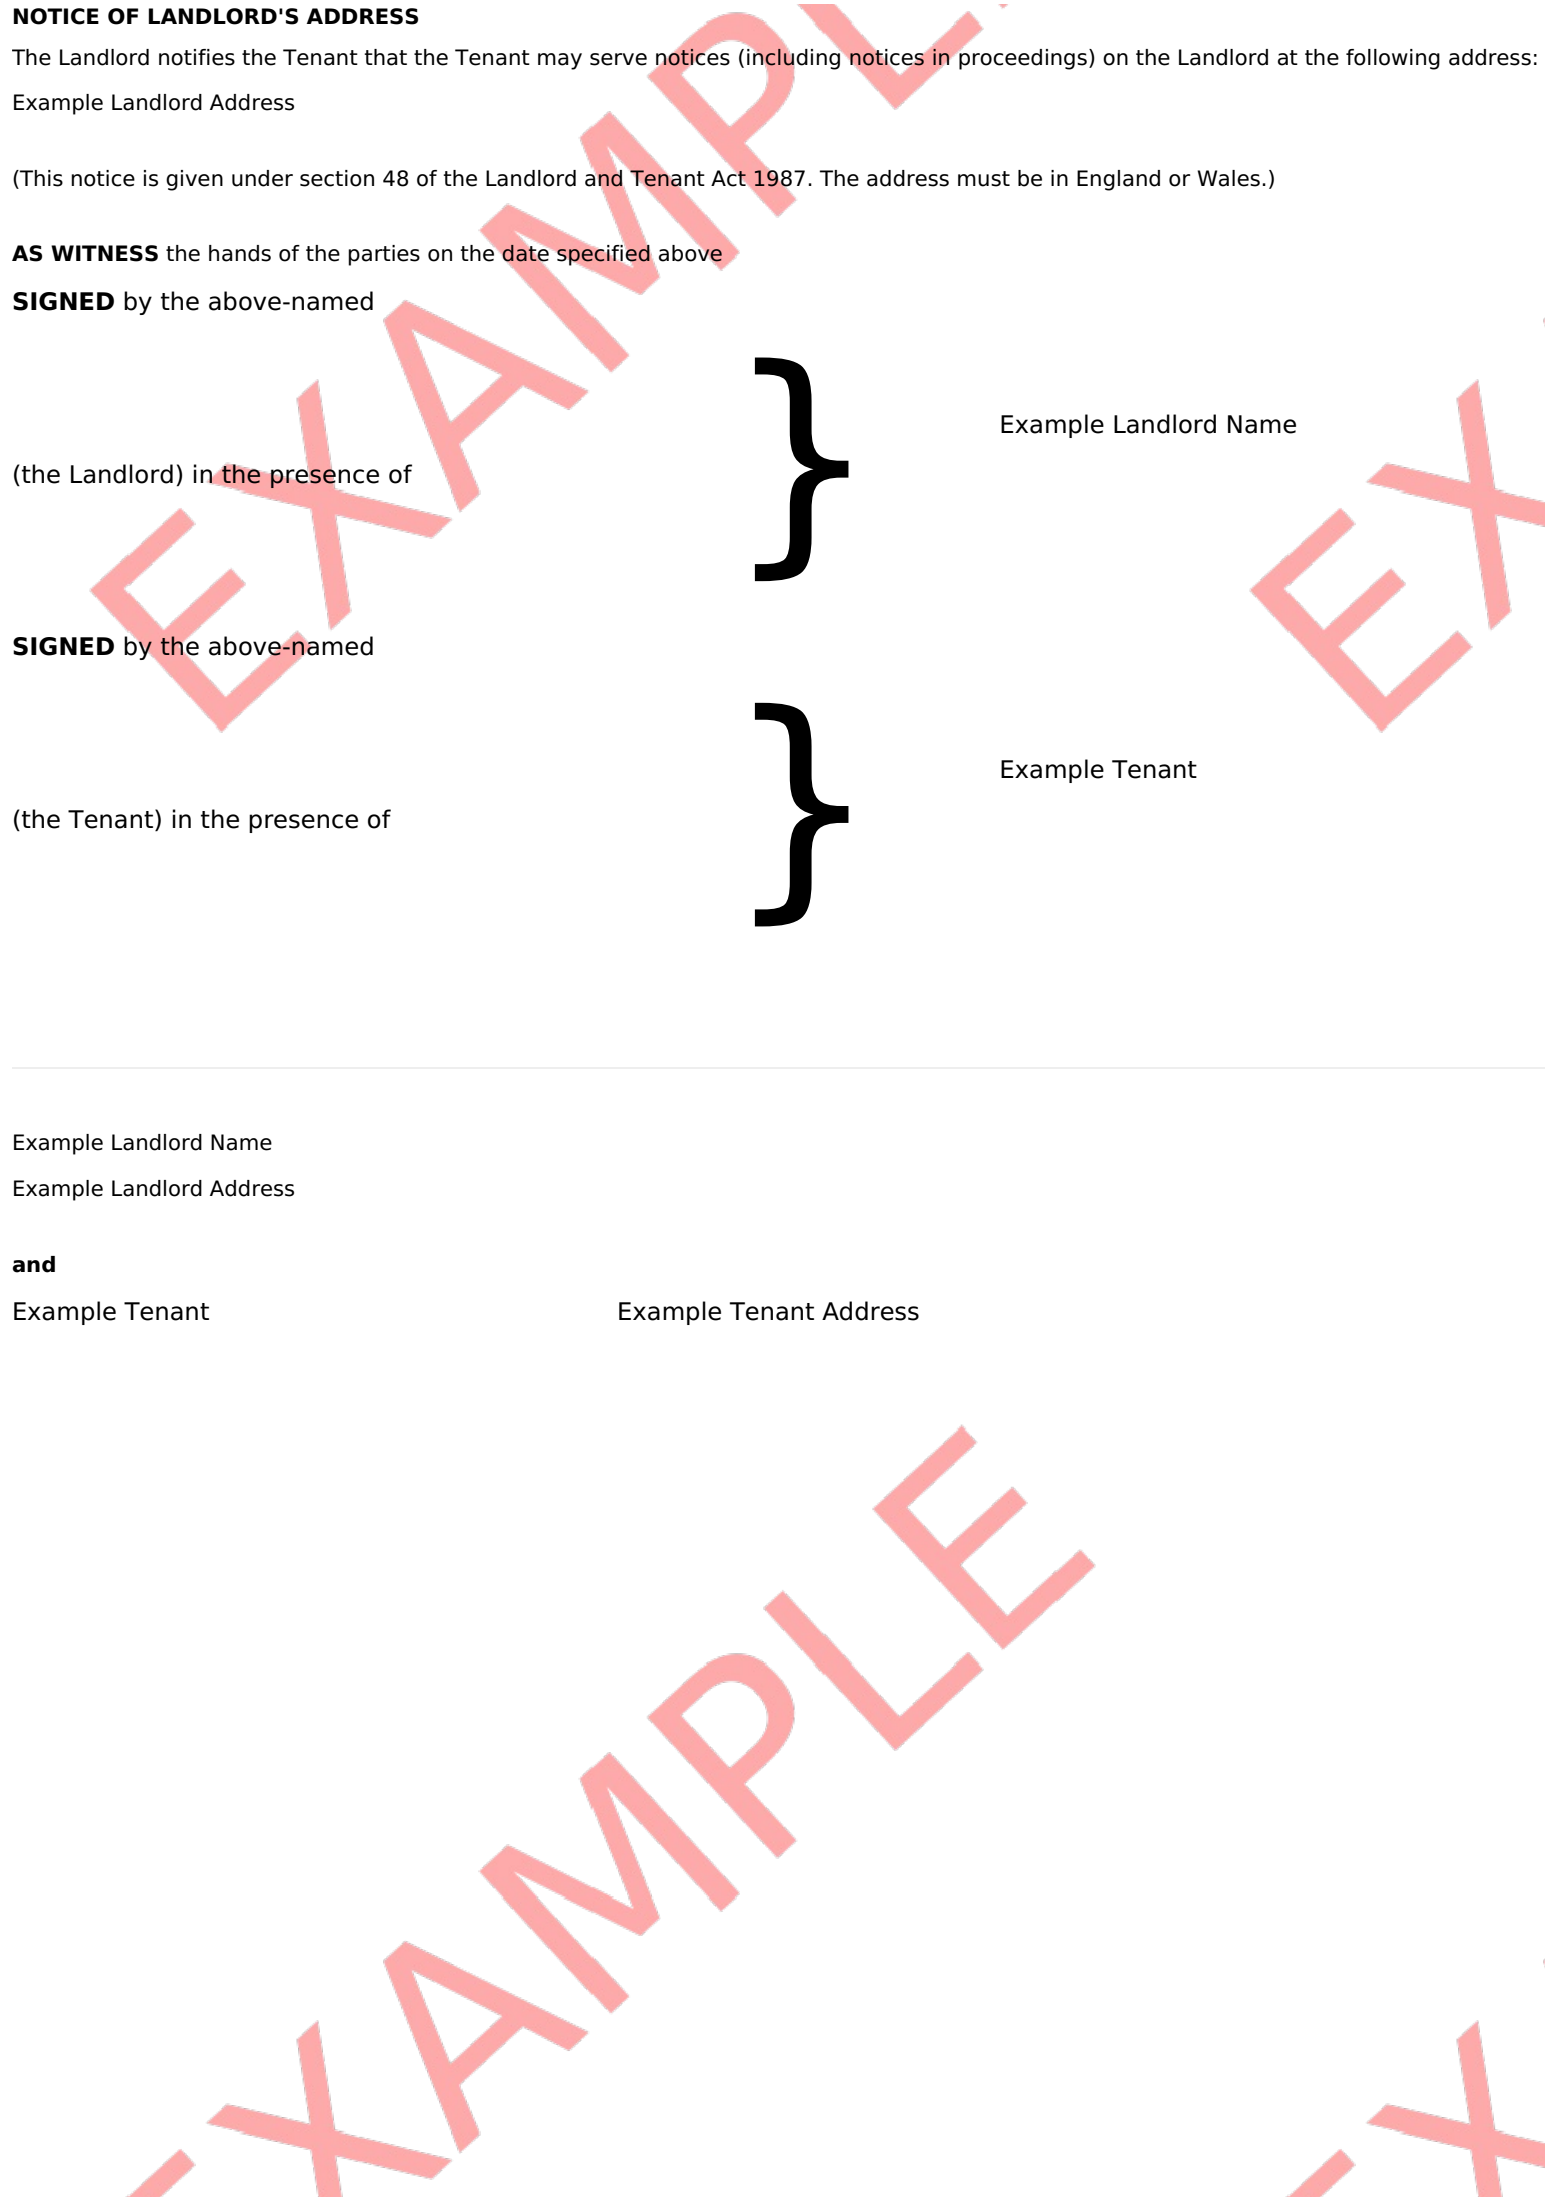 NOTICE OF LANDLORD'S ADDRESS
The Landlord notifies the Tenant that the Tenant may serve notices (including notices in proceedings) on the Landlord at the following address:
Example Landlord Address
(This notice is given under section 48 of the Landlord and Tenant Act 1987. The address must be in England or Wales.)
AS WITNESS the hands of the parties on the date specified above
SIGNED by the above-named
}
Example Landlord Name
(the Landlord) in the presence of
SIGNED by the above-named
}
Example Tenant
(the Tenant) in the presence of
Example Landlord Name
Example Landlord Address
and
Example Tenant Example Tenant Address
EXAMPLE
EX
EXAMPLE
EX